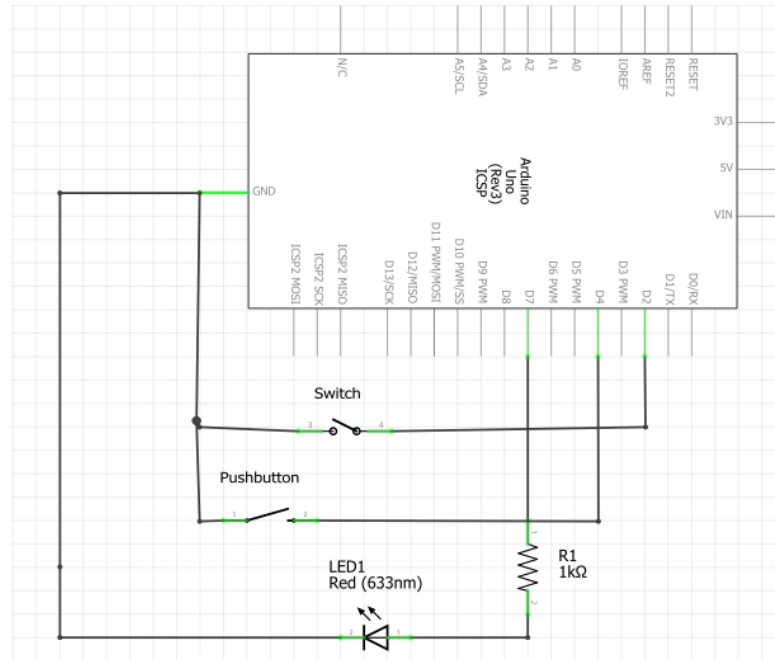 N/C
A5/SCL
A4/SDA
A3
A2
A1
A0
IOREF
AREF
RESET2
RESET
3V3
5V
VIN
GND
Arduino
Uno
(Rev3)
ICSP
ICSP2 MOSI
ICSP2 SCK
ICSP2 MISO
D13/SCK
D12/MISO
D11 PWM/MOSI
D10 PWM/SS
D9 PWM
D8
D7
D6 PWM
D5 PWM
D4
D3 PWM
D2
D1/TX
D0/RX
Switch
3
4
Pushbutton
1
2
1
R1
1kΩ
2
LED1
Red (633nm)
2
1